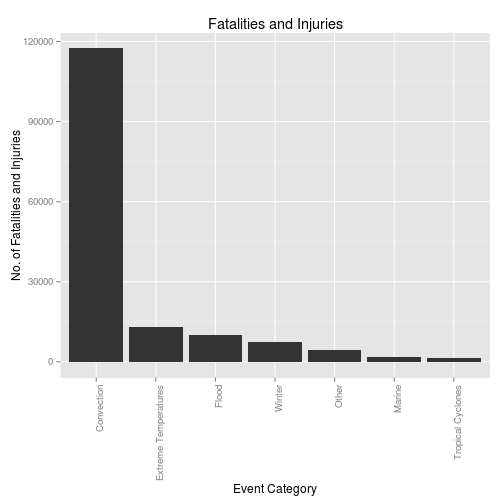 Fatalities and Injuries
No. of Fatalities and Injuries
120000
90000
60000
30000
0
Convection
Extreme Temperatures
Flood
Winter
Other
Marine
Tropical Cyclones
Event Category